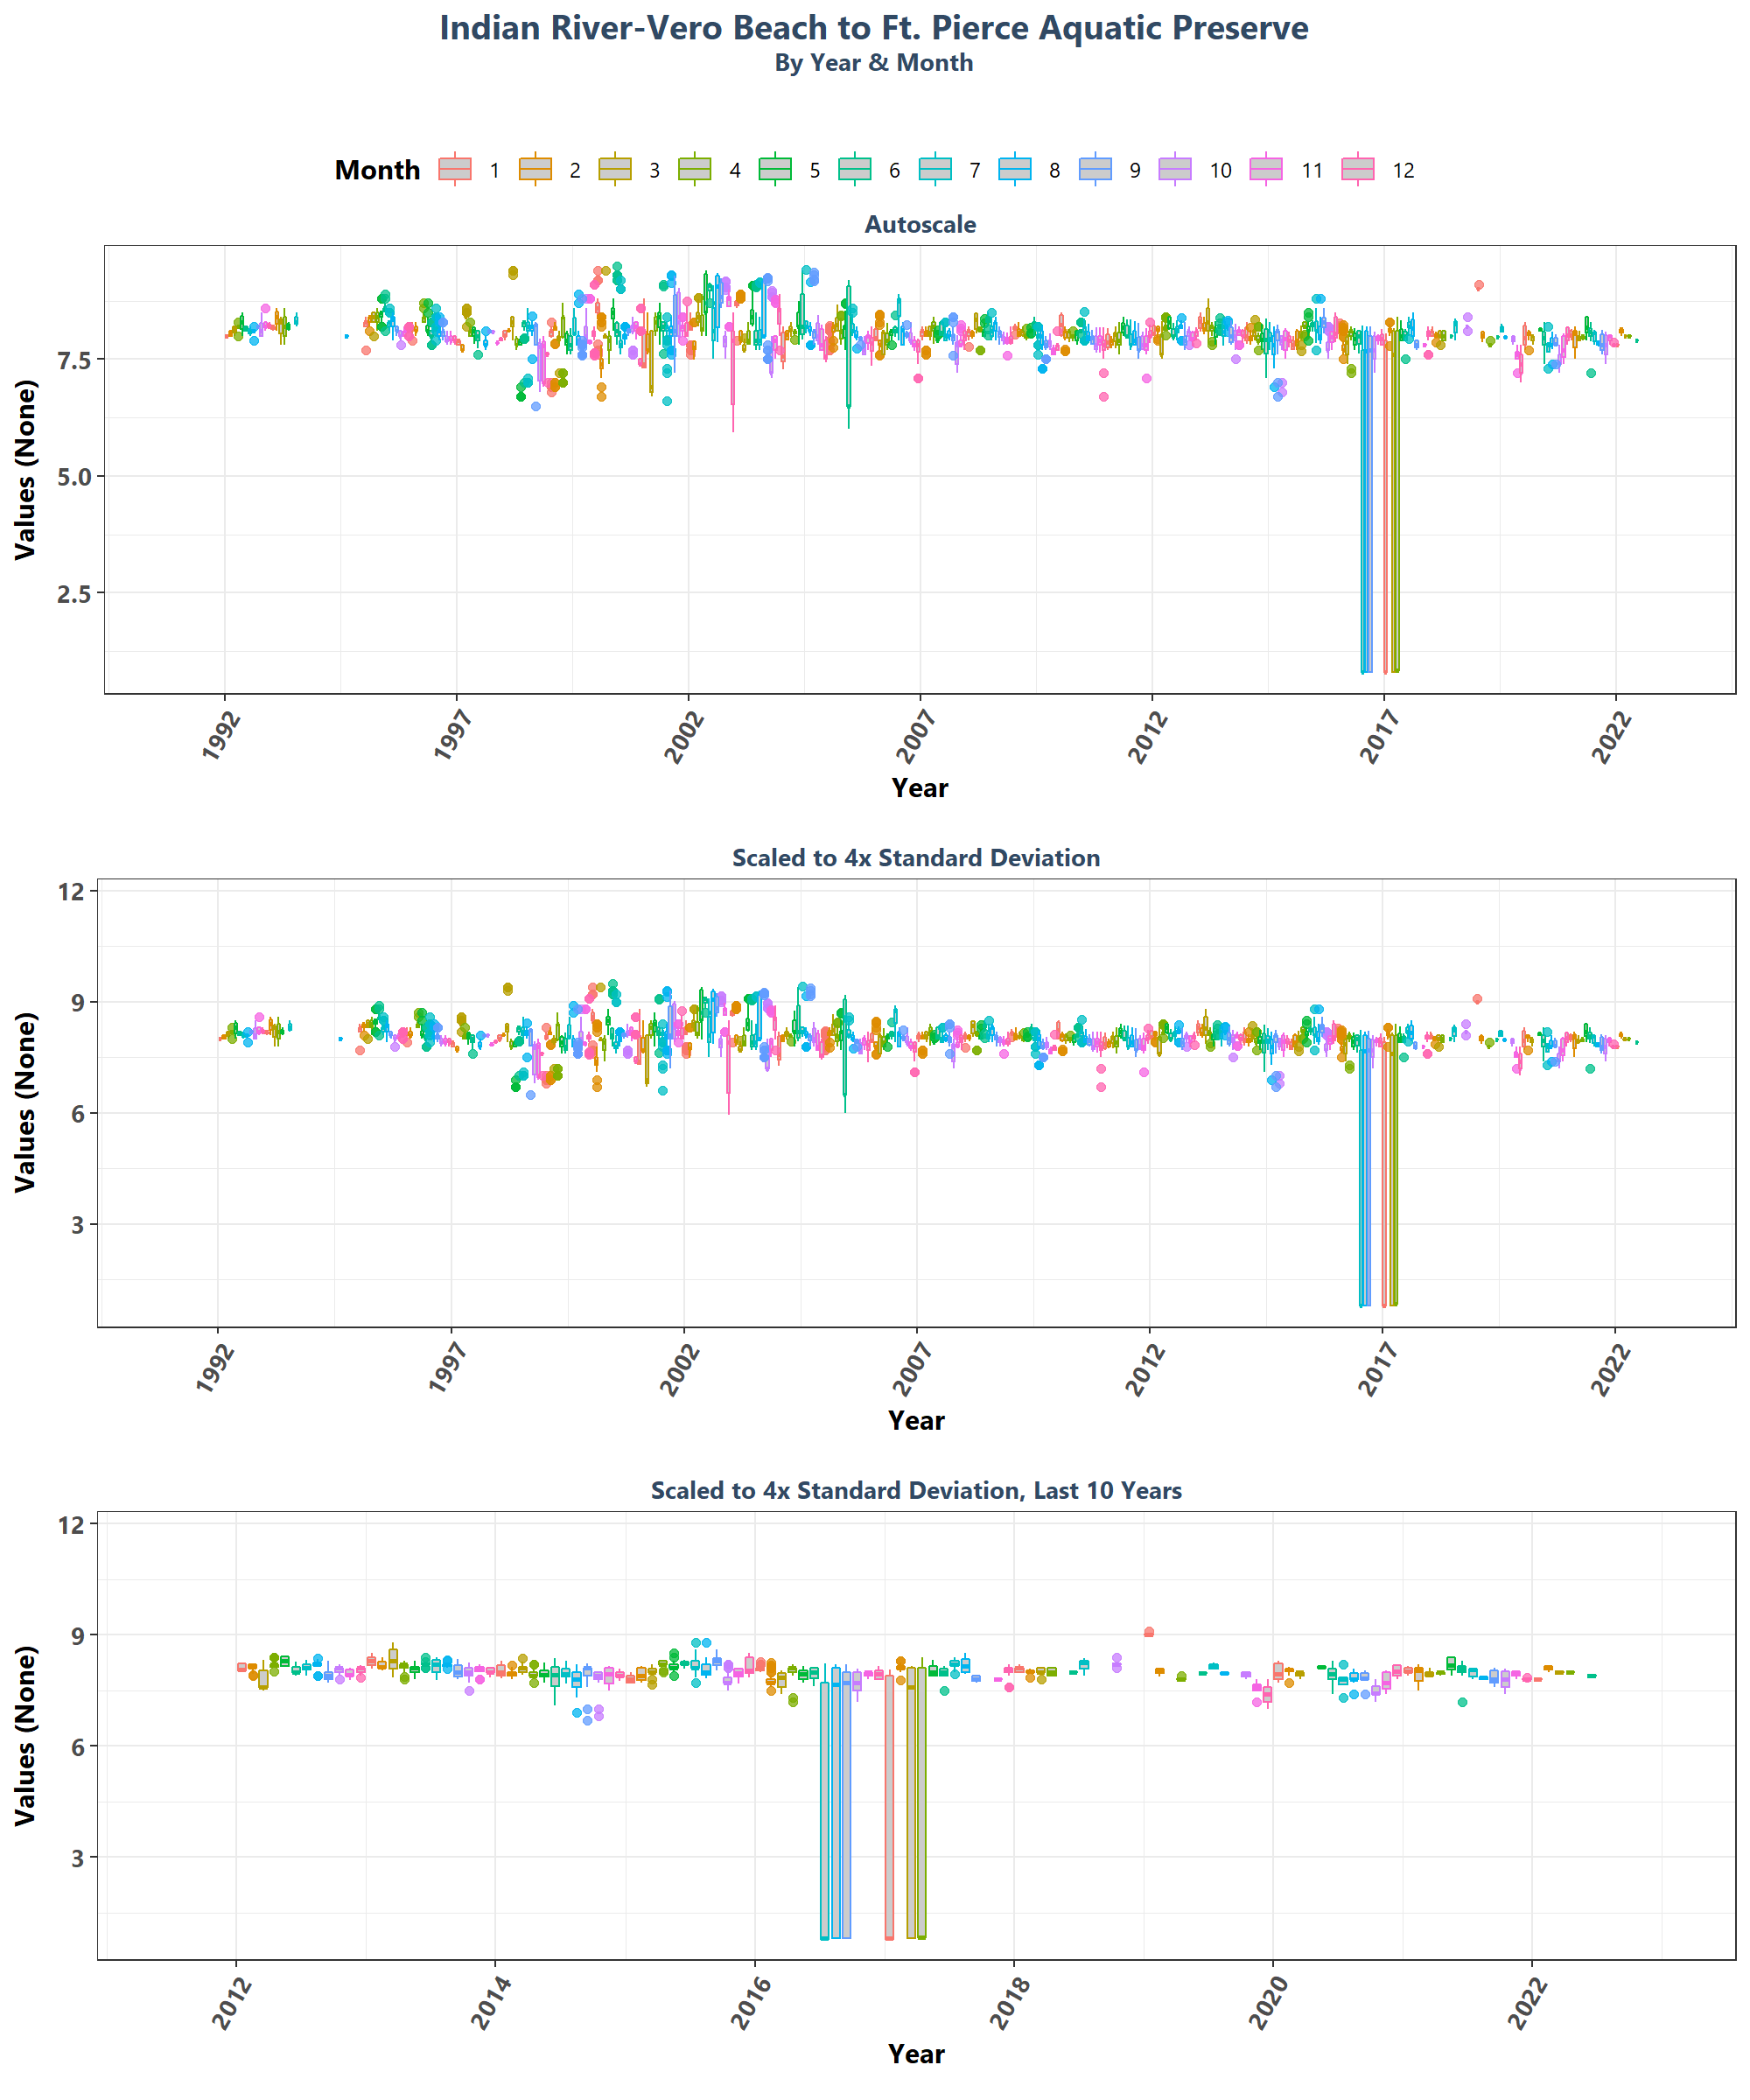 Indian River-Vero Beach to Ft. Pierce Aquatic Preserve
By Year & Month
Month 1 2 3 4 5 6 7 8 9 10 11 12
Autoscale
Values (None)
7.5
5.0
2.5
1992 1997 2002 2007 2012 2017 2022
Year
Scaled to 4x Standard Deviation
Values (None)
12
9
6
3
1992 1997 2002 2007 2012 2017 2022
Year
Scaled to 4x Standard Deviation, Last 10 Years
Values (None)
12
9
6
3
2012 2014 2016 2018 2020 2022
Year